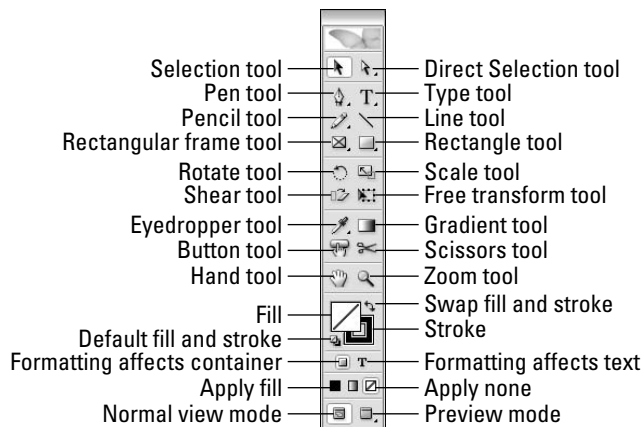 Selection tool Direct Selection tool
Pen tool Type tool
Pencil tool Line tool
Rectangular frame tool Rectangle tool
Rotate tool Scale tool
Shear tool Free transform tool
Eyedropper tool Gradient tool
Button tool Scissors tool
Hand tool Zoom tool
Fill Swap fill and stroke
Default fill and stroke Stroke
Formatting affects container Formatting affects text
Apply fill Apply none
Normal view mode Preview mode